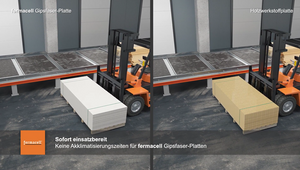 fermacell Gipsfaser-Platte
Holzwerkstoffplatte
fermacell
Sofort einsatzbereit
Keine Akklimatisierungszeiten für fermacell Gipsfaser-Platten